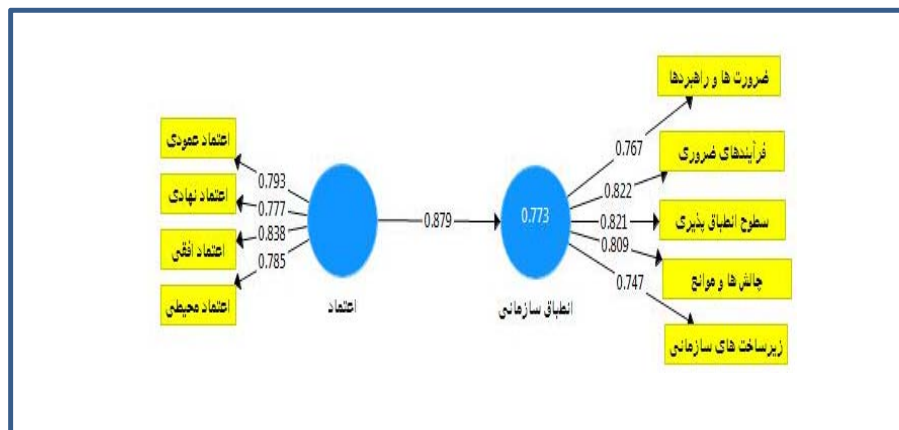 ضرورت ها و راهبردها
0.767
فرآیندهای ضروری
0.822
سطوح انطباق پذیری
0.821
چالش ها و موانع
0.809
زیرساخت های سازمانی
0.747
0.773
انطباق سازمانی
0.879
اعتماد
اعتماد عمودی
0.793
اعتماد نهادی
0.777
اعتماد افقی
0.838
اعتماد محیطی
0.785